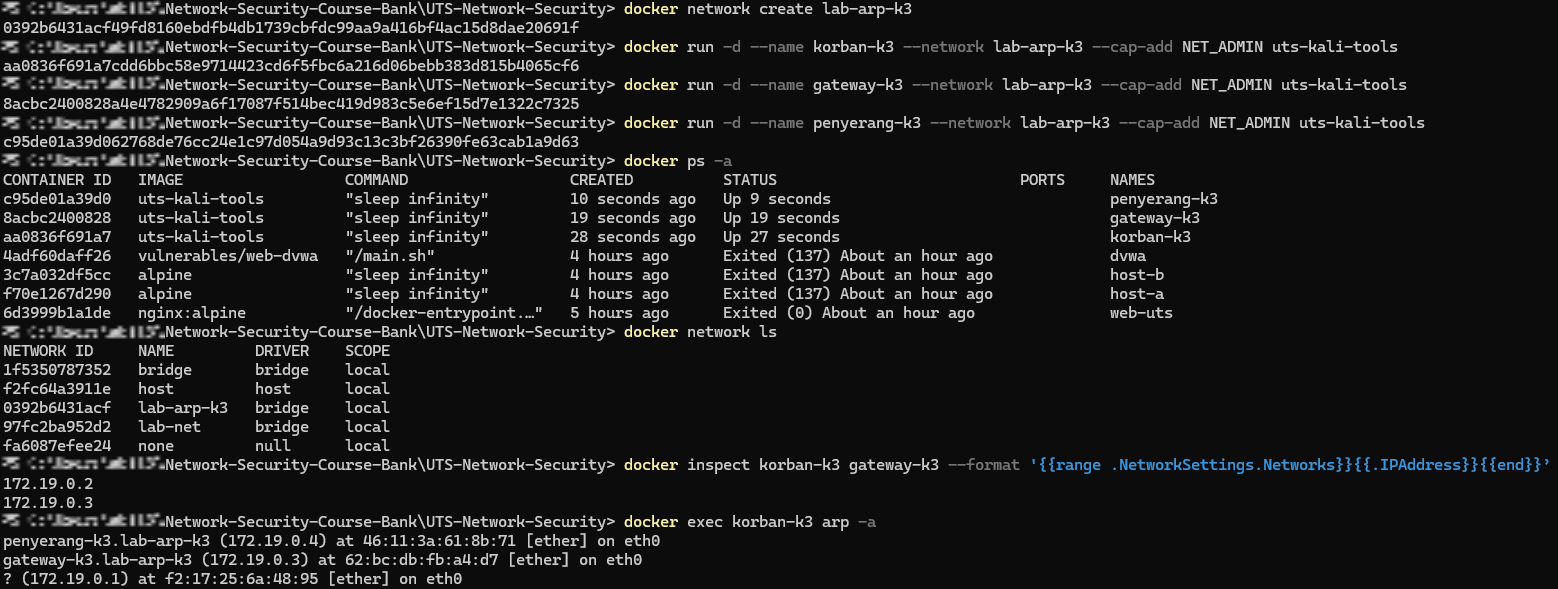 Network-Security-Course-Bank\UTS-Network-Security> docker network create lab-arp-k3
0392b6431acf49fd8160ebdfb4db1739cbfdc99aa9a416bf4ac15d8dae20691f
Network-Security-Course-Bank\UTS-Network-Security> docker run -d --name korban-k3 --network lab-arp-k3 --cap-add NET_ADMIN uts-kali-tools
aa0836f691a7cdd6bbc58e9714423cd6f5fbc6a216d06bebb383d815b4065cf6
Network-Security-Course-Bank\UTS-Network-Security> docker run -d --name gateway-k3 --network lab-arp-k3 --cap-add NET_ADMIN uts-kali-tools
8acbc2400828a4e4782909a6f17087f514bec419d983c5e6ef15d7e1322c7325
Network-Security-Course-Bank\UTS-Network-Security> docker run -d --name penyerang-k3 --network lab-arp-k3 --cap-add NET_ADMIN uts-kali-tools
c95de01a39d062768de76cc24e1c97d054a9d93c13c3bf26390fe63cab1a9d63
Network-Security-Course-Bank\UTS-Network-Security> docker ps -a
CONTAINER ID   IMAGE                  COMMAND                  CREATED          STATUS                           PORTS     NAMES
c95de01a39d0   uts-kali-tools         "sleep infinity"         10 seconds ago   Up 9 seconds                               penyerang-k3
8acbc2400828   uts-kali-tools         "sleep infinity"         19 seconds ago   Up 19 seconds                              gateway-k3
aa0836f691a7   uts-kali-tools         "sleep infinity"         28 seconds ago   Up 27 seconds                              korban-k3
4adf60daff26   vulnerables/web-dvwa   "/main.sh"               4 hours ago      Exited (137) About an hour ago             dvwa
3c7a032df5cc   alpine                 "sleep infinity"         4 hours ago      Exited (137) About an hour ago             host-b
f70e1267d290   alpine                 "sleep infinity"         4 hours ago      Exited (137) About an hour ago             host-a
6d3999b1a1de   nginx:alpine           "/docker-entrypoint.…"   5 hours ago      Exited (0) About an hour ago               web-uts
Network-Security-Course-Bank\UTS-Network-Security> docker network ls
NETWORK ID     NAME         DRIVER    SCOPE
1f5350787352   bridge       bridge    local
f2fc64a3911e   host         host      local
0392b6431acf   lab-arp-k3   bridge    local
97fc2ba952d2   lab-net      bridge    local
fa6087efee24   none         null      local
Network-Security-Course-Bank\UTS-Network-Security> docker inspect korban-k3 gateway-k3 --format '{{range .NetworkSettings.Networks}}{{.IPAddress}}{{end}}'
172.19.0.2
172.19.0.3
Network-Security-Course-Bank\UTS-Network-Security> docker exec korban-k3 arp -a
penyerang-k3.lab-arp-k3 (172.19.0.4) at 46:11:3a:61:8b:71 [ether] on eth0
gateway-k3.lab-arp-k3 (172.19.0.3) at 62:bc:db:fb:a4:d7 [ether] on eth0
? (172.19.0.1) at f2:17:25:6a:48:95 [ether] on eth0